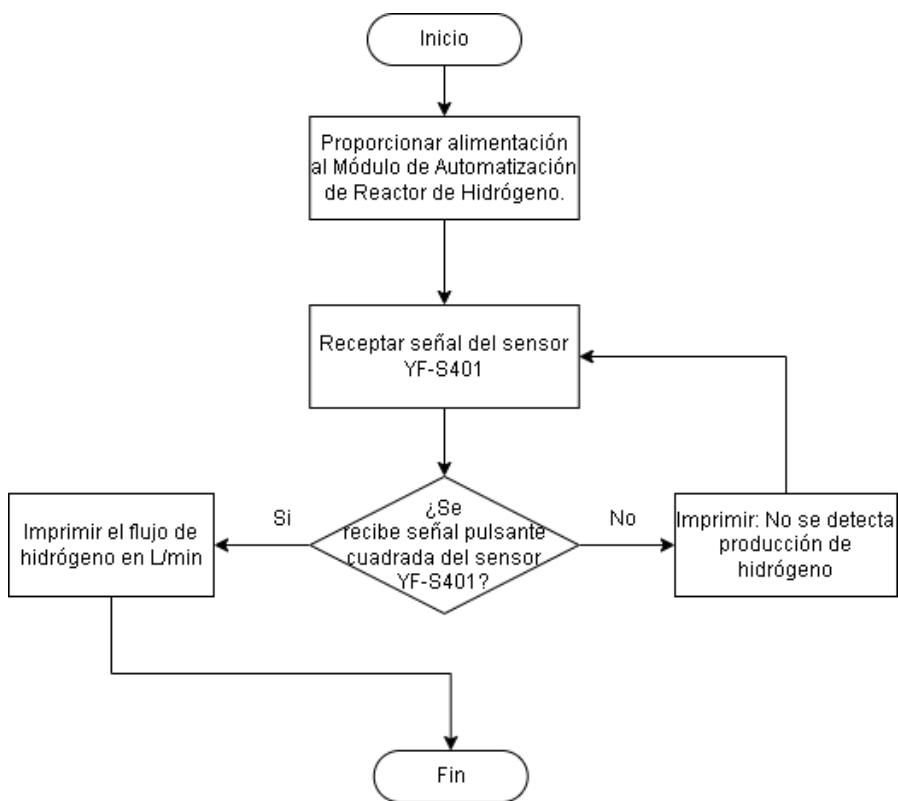 Inicio
Proporcionar alimentación
al Módulo de Automatización
de Reactor de Hidrógeno.
Receptar señal del sensor
YF-S401
¿Se
recibe señal pulsante
cuadrada del sensor
YF-S401?
Si
No
Imprimir el flujo de
hidrógeno en L/min
Imprimir: No se detecta
producción de
hidrógeno
Fin